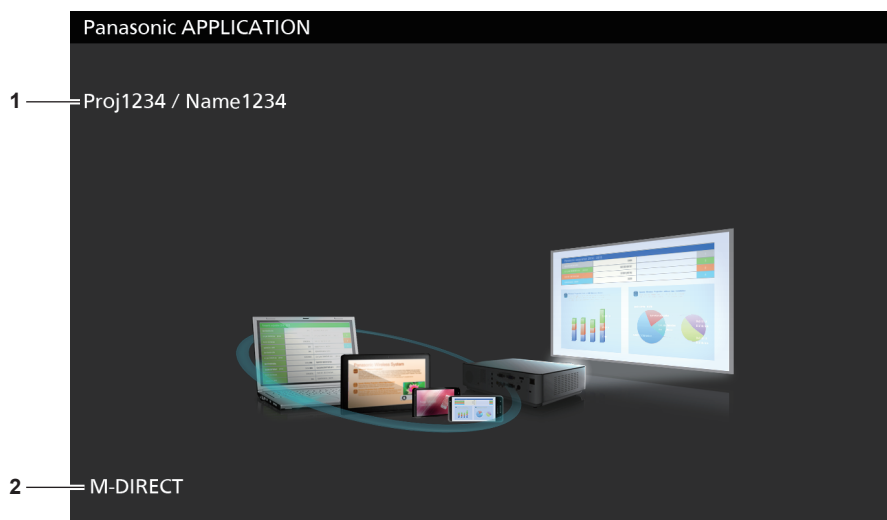 Panasonic APPLICATION
1
Proj1234 / Name1234
2
M-DIRECT